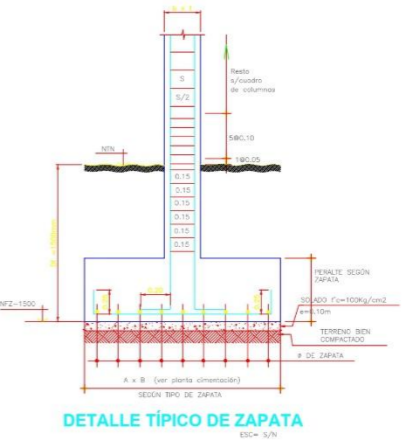 Resto
s/cuadro
de columnas
S
S/2
5@0.10
NTN
1@0.05
0.15
0.15
0.15
0.15
0.15
0.15
PERALTE SEGÚN
ZAPATA
NFZ-1500
SOLADO f'c=100Kg/cm2
e=0.10m
TERRENO BIEN
COMPACTADO
# DE ZAPATA
A x B (ver planta cimentación)
SEGÚN TIPO DE ZAPATA
DETALLE TÍPICO DE ZAPATA
ESC= S/N